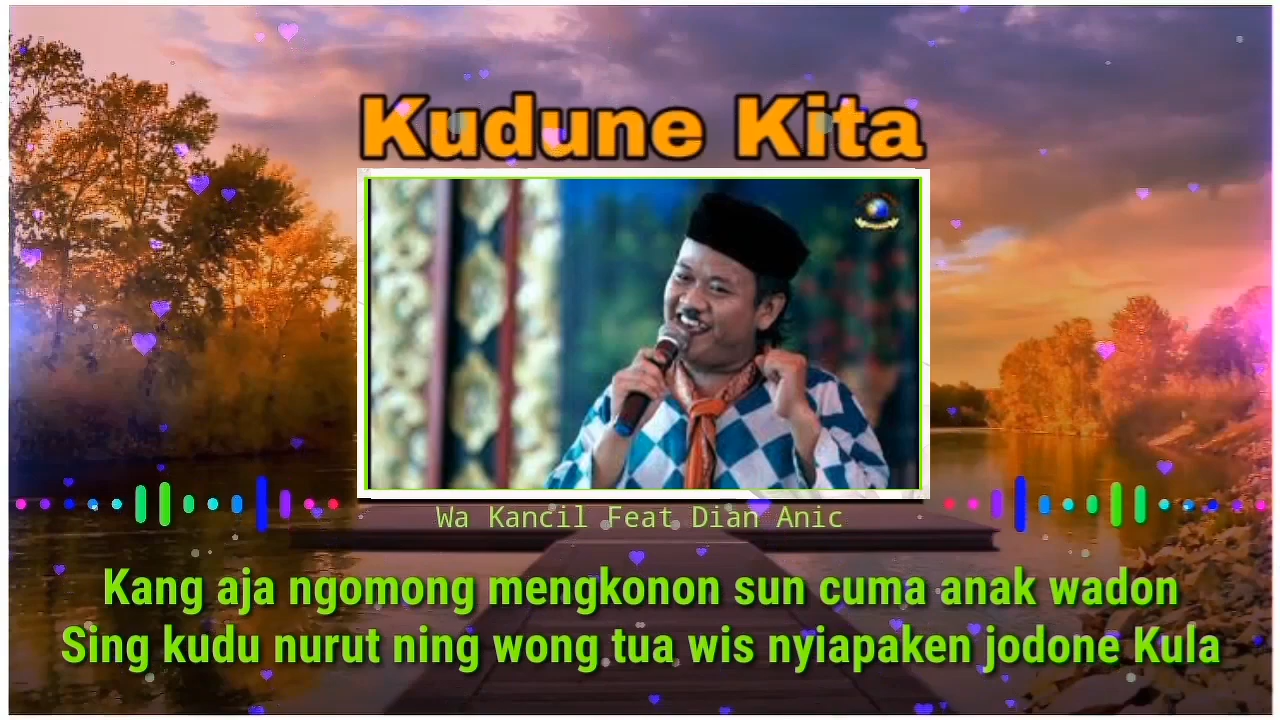 Kudune Kita
Wa Kancil Feat Dian Anic
Kang aja ngomong mengkonon sun cuma anak wadon
Sing kudu nurut ning wong tua wis nyiapaken jodone Kula